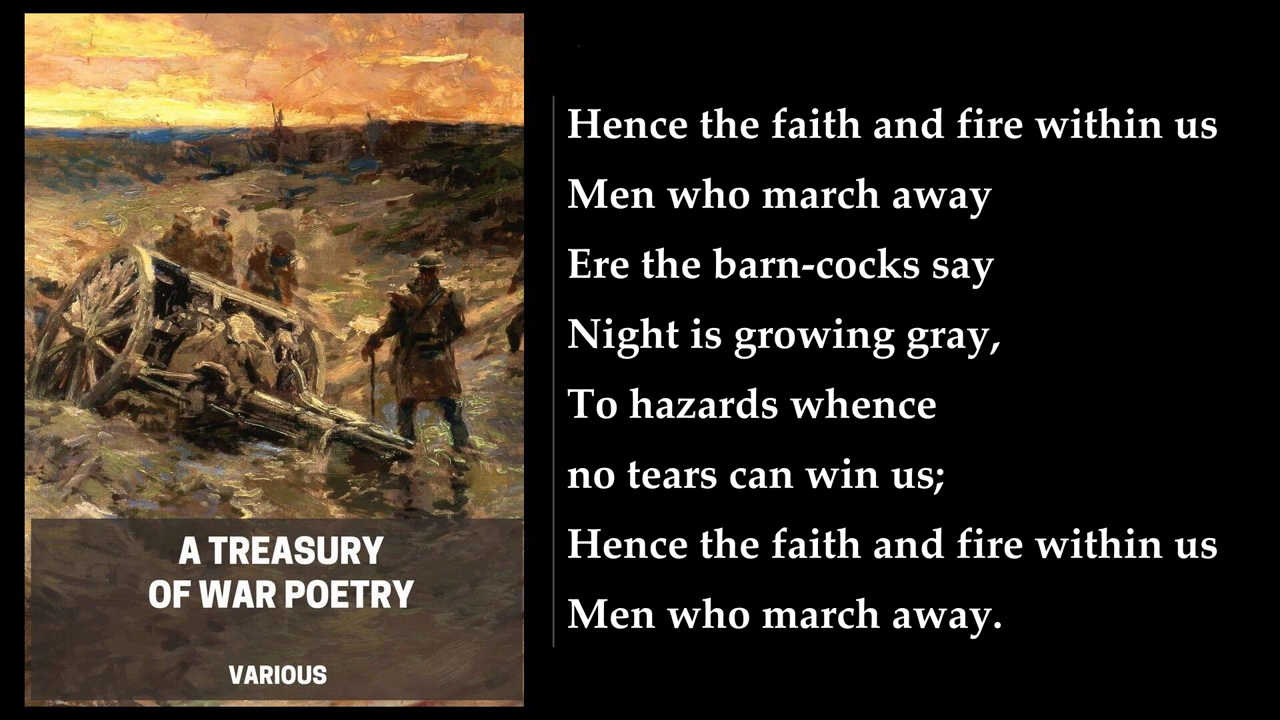 A TREASURY
OF WAR POETRY
VARIOUS
Hence the faith and fire within us
Men who march away
Ere the barn-cocks say
Night is growing gray,
To hazards whence
no tears can win us;
Hence the faith and fire within us
Men who march away.